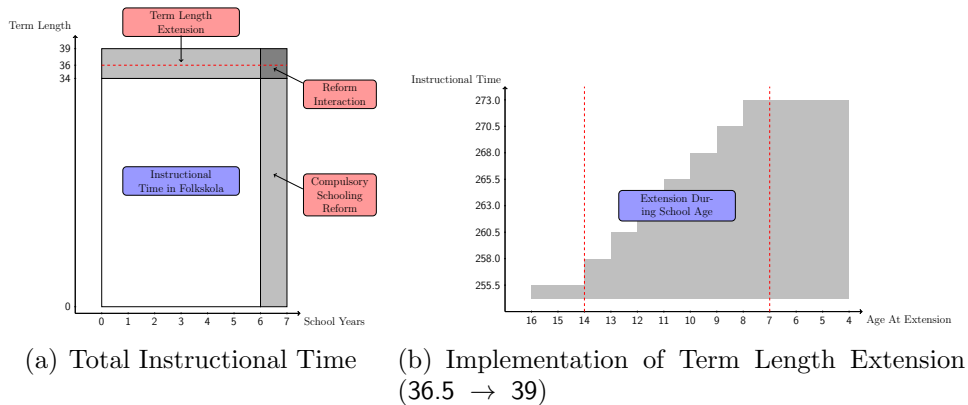 Term Length
Term Length
Extension
39
36
34
Reform
Interaction
Instructional
Time in Folkskola
Compulsory
Schooling
Reform
0
0 1 2 3 4 5 6 7
School Years
(a) Total Instructional Time
Instructional Time
273.0
270.5
268.0
265.5
263.0
260.5
258.0
255.5
Extension Dur-
ing School Age
16 15 14 13 12 11 10 9 8 7 6 5 4
Age At Extension
(b) Implementation of Term Length Extension
(36.5 → 39)